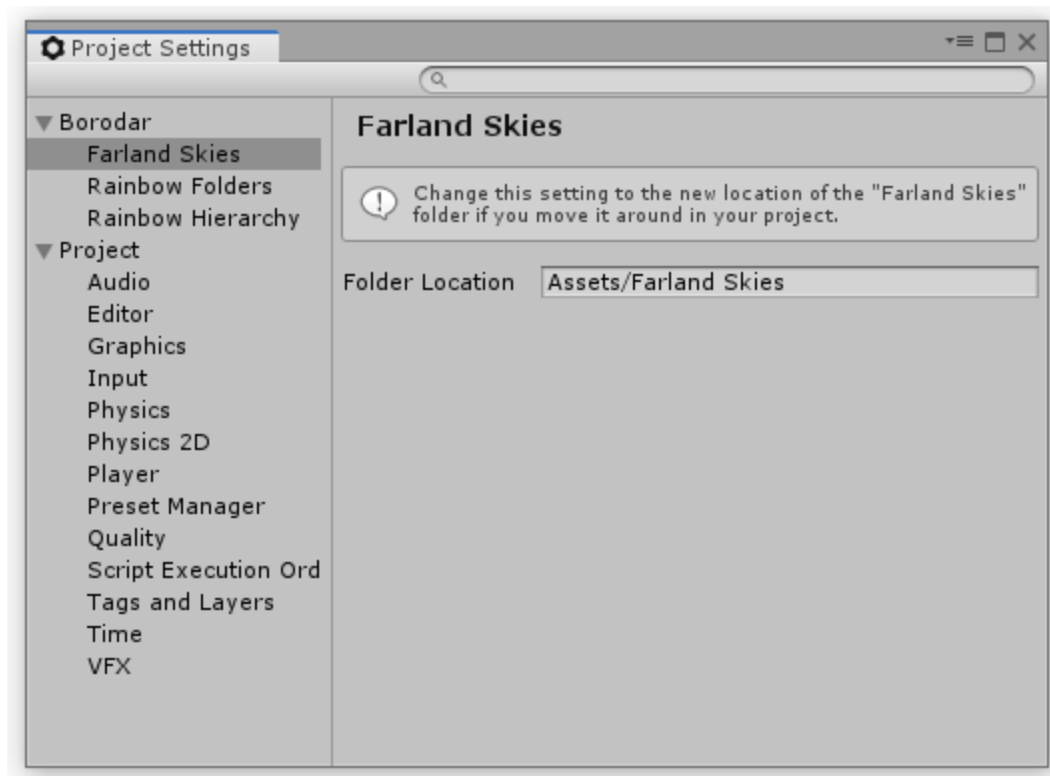 Project Settings
Borodar
Farland Skies
Rainbow Folders
Rainbow Hierarchy
Project
Audio
Editor
Graphics
Input
Physics
Physics 2D
Player
Preset Manager
Quality
Script Execution Ord
Tags and Layers
Time
VFX
Farland Skies
Change this setting to the new location of the "Farland Skies"
folder if you move it around in your project.
Folder Location Assets/Farland Skies